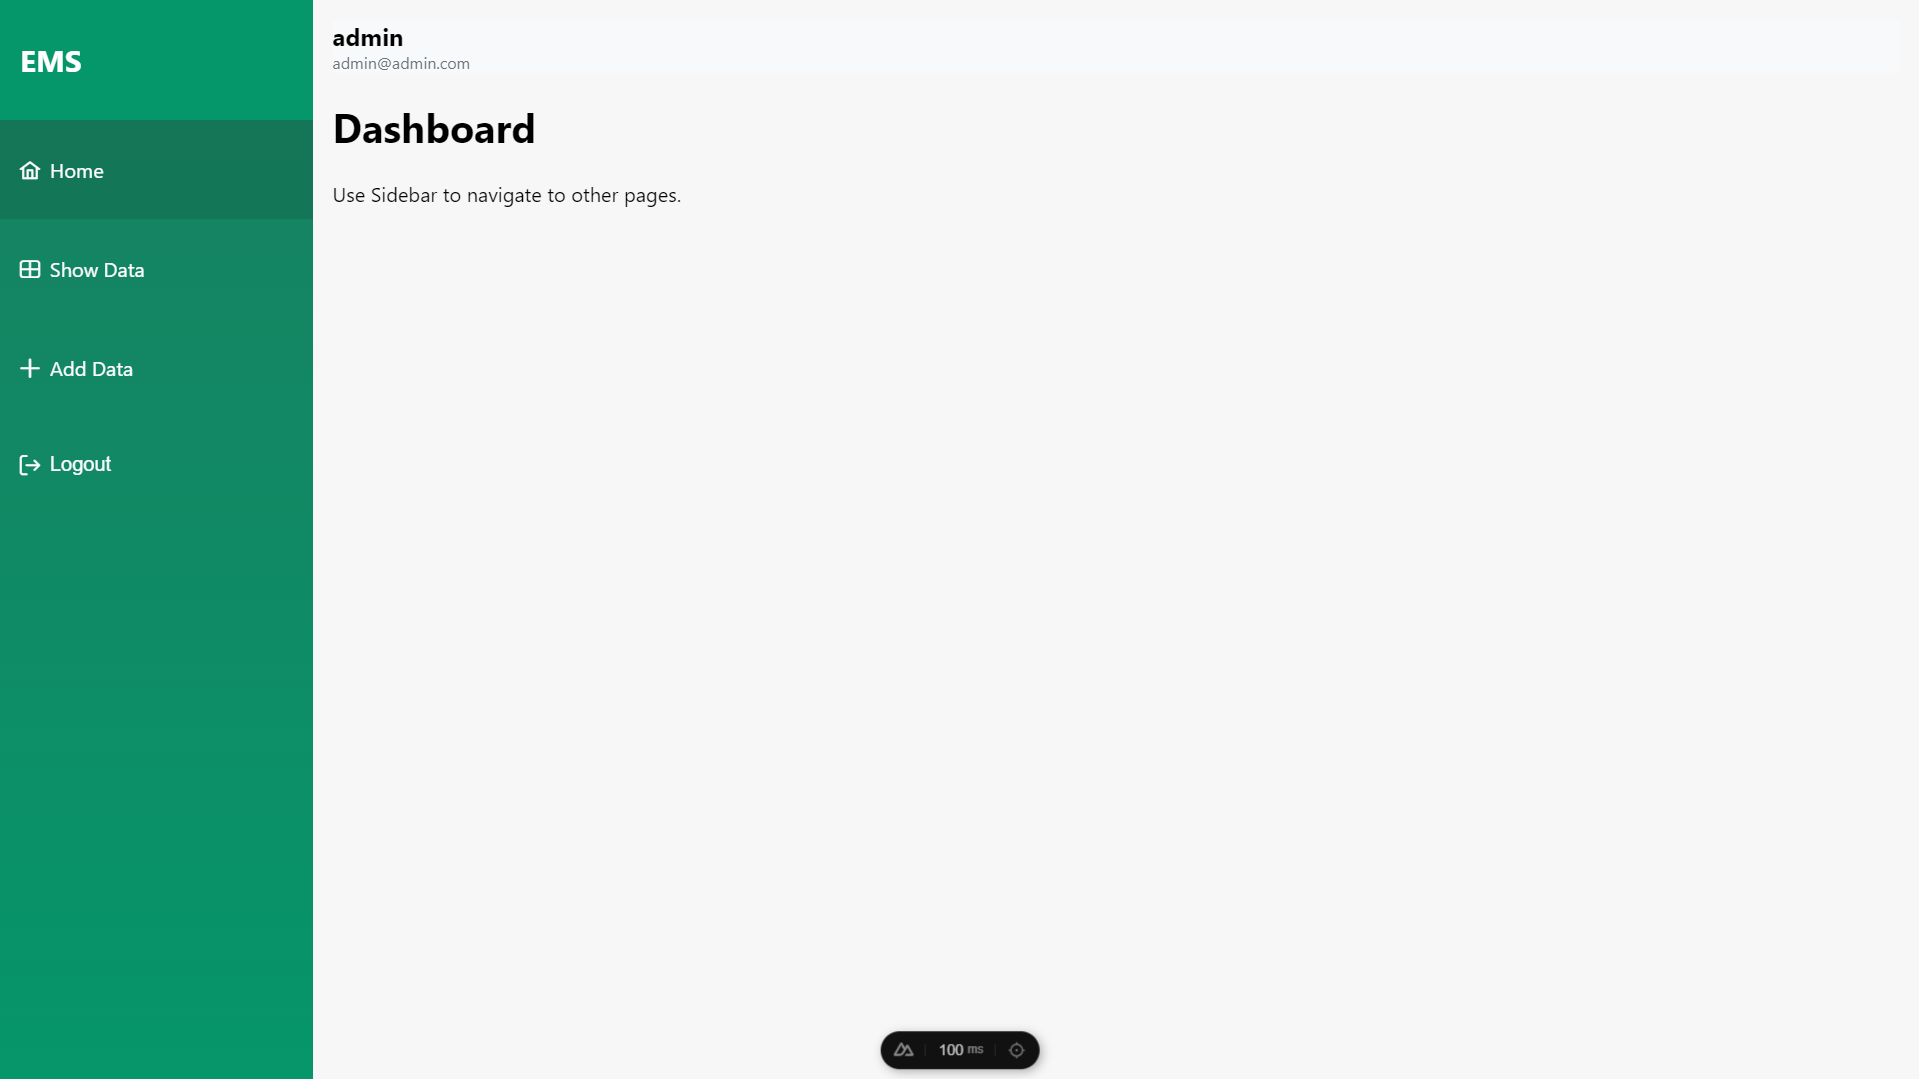 EMS
Home
Show Data
Add Data
Logout
admin
admin@admin.com
Dashboard
Use Sidebar to navigate to other pages.
100 ms